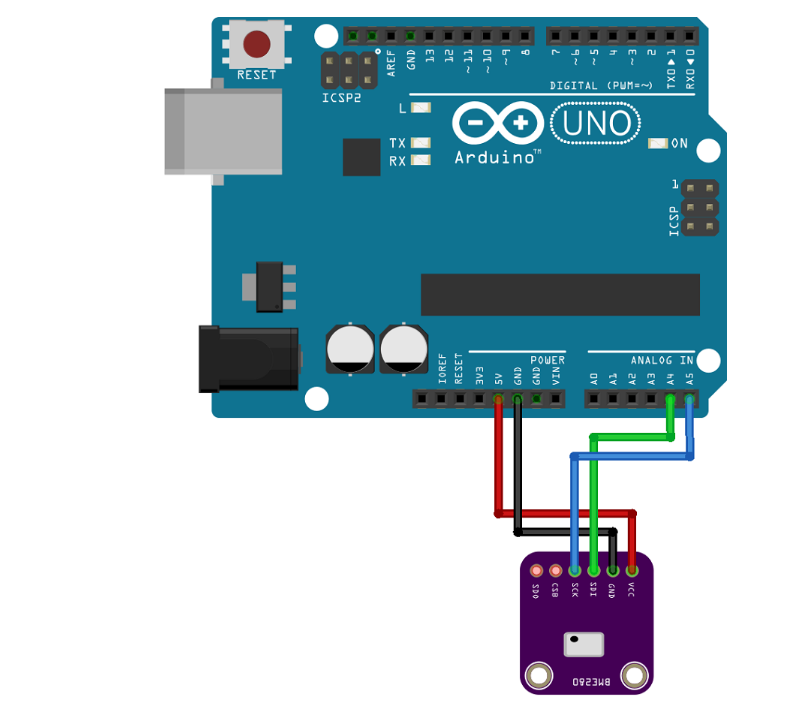 RESET
ICSP2
AREF
GND
13
12
~11
~10
~9
8
7
~6
~5
4
~3
2
TX0 ▶ 1
RX0 ◀ 0
DIGITAL (PWM=~)
L
TX
RX
UNO
Arduino™
ON
1
ICSP
POWER
ANALOG IN
IOREF
RESET
3V3
5V
GND
GND
VIN
A0
A1
A2
A3
A4
A5
SDO
CSB
SCK
SDI
GND
VCC
BME280